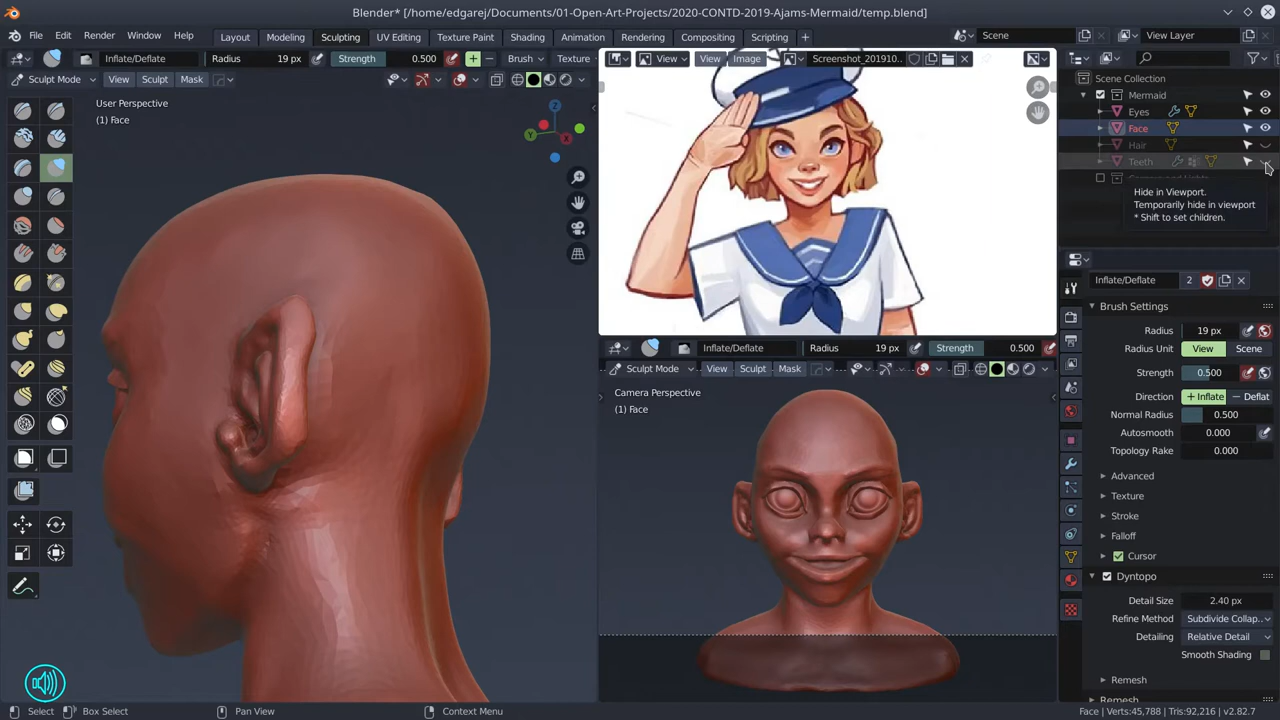 Blender* [/home/edgarej/Documents/01-Open-Art-Projects/2020-CONTD-2019-Ajams-Mermaid/temp.blend]
File Edit Render Window Help Layout Modeling Sculpting UV Editing Texture Paint Shading Animation Rendering Compositing Scripting + Scene View Layer
Inflate/Deflate Radius 19 px Strength 0.500 Brush Texture
View View Image Screenshot_201910..
Sculpt Mode View Sculpt Mask
User Perspective
(1) Face
Scene Collection
Mermaid
Eyes
Face
Hair
Teeth
Hide in Viewport.
Temporarily hide in viewport
* Shift to set children.
Inflate/Deflate Radius 19 px Strength 0.500
Sculpt Mode View Sculpt Mask
Camera Perspective
(1) Face
Inflate/Deflate 2
Brush Settings
Radius 19 px
Radius Unit View Scene
Strength 0.500
Direction + Inflate — Deflat
Normal Radius 0.500
Autosmooth 0.000
Topology Rake 0.000
Advanced
Texture
Stroke
Falloff
Cursor
Dyntopo
Detail Size 2.40 px
Refine Method Subdivide Collap..
Detailing Relative Detail
Smooth Shading
Remesh
Remesh
Select Box Select Pan View Context Menu Face | Verts:45,788 | Tris:92,216 | v2.82.7